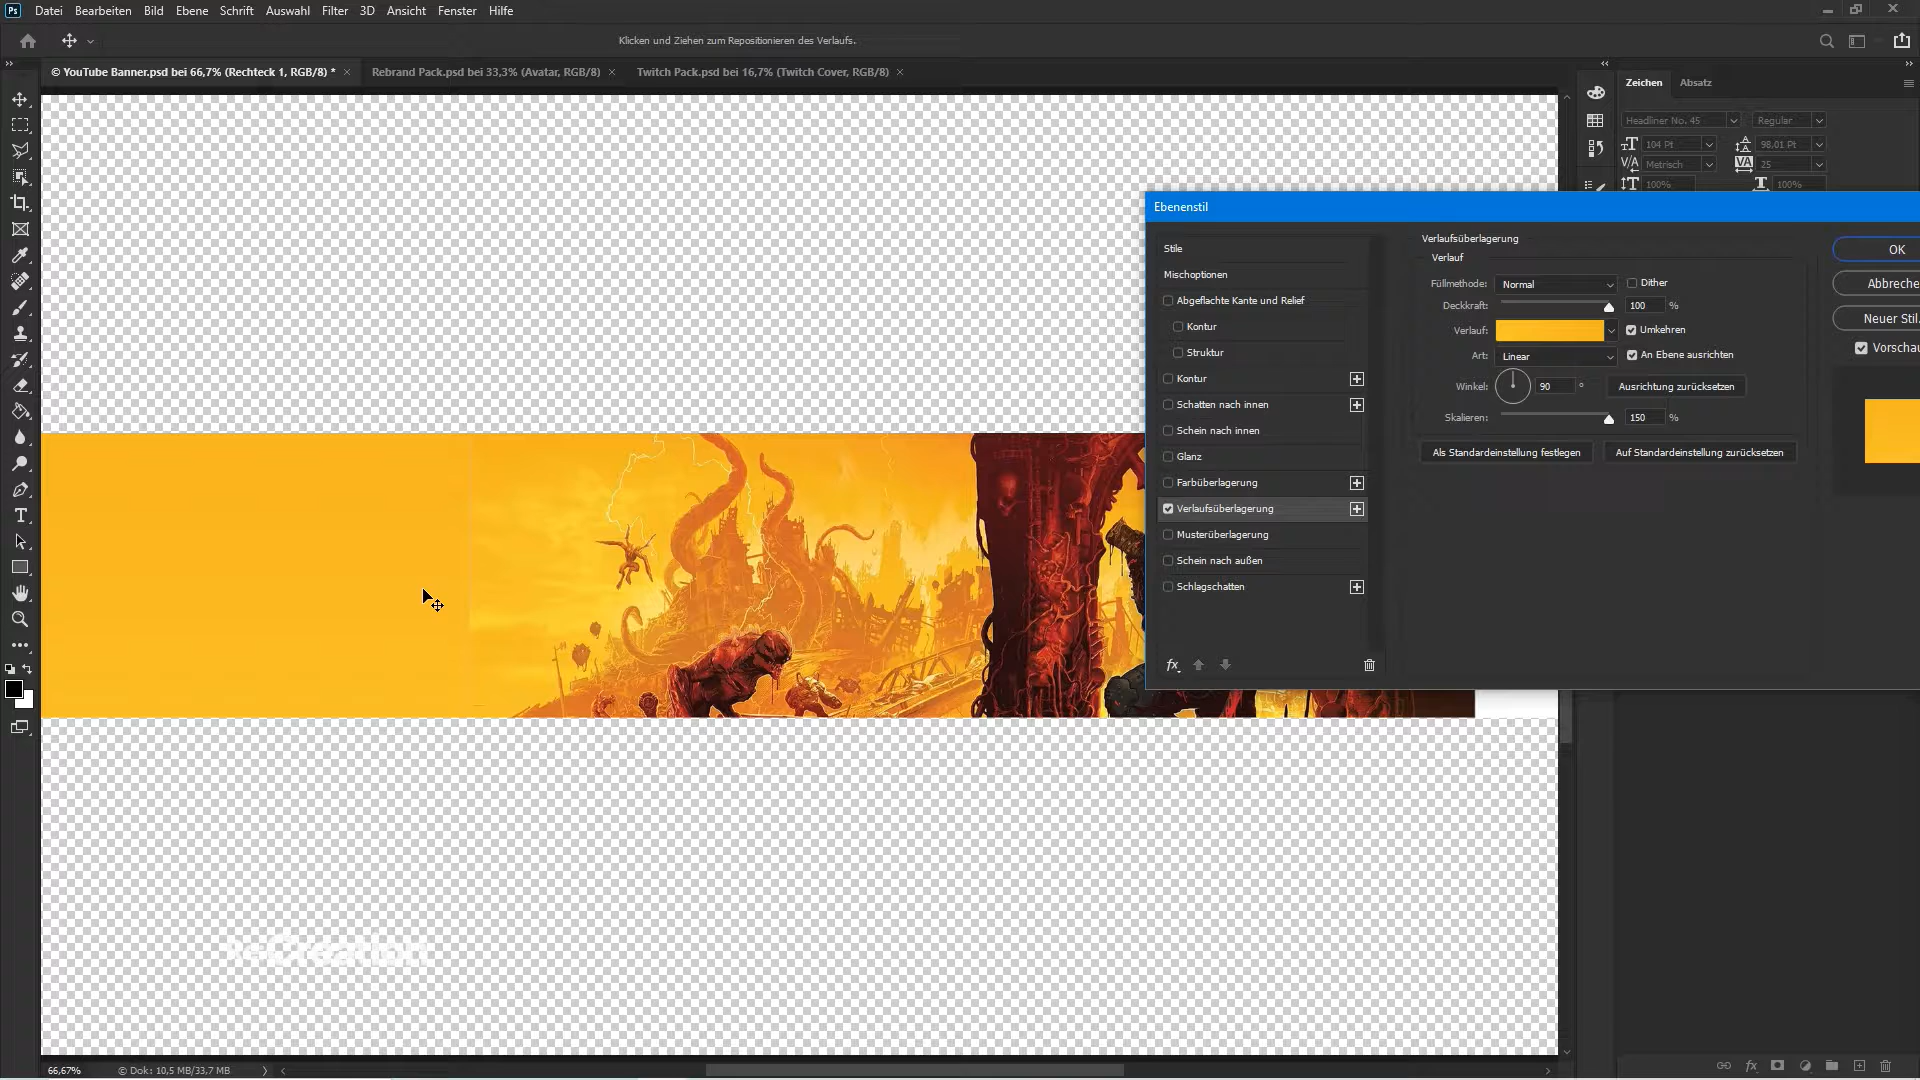 Ps Datei Bearbeiten Bild Ebene Schrift Auswahl Filter 3D Ansicht Fenster Hilfe
Klicken und Ziehen zum Repositionieren des Verlaufs.
© YouTube Banner.psd bei 66,7% (Rechteck 1, RGB/8) * × Rebrand Pack.psd bei 33,3% (Avatar, RGB/8) × Twitch Pack.psd bei 16,7% (Twitch Cover, RGB/8) ×
Zeichen Absatz
Headliner No. 45 Regular
104 Pt 98,01 Pt
Metrisch 25
100% 100%
Ebenenstil
Stile
Mischoptionen
Abgeflachte Kante und Relief
Kontur
Struktur
Kontur
Schatten nach innen
Schein nach innen
Glanz
Farbüberlagerung
Verlaufsüberlagerung
Musterüberlagerung
Schein nach außen
Schlagschatten
fx
Verlaufsüberlagerung
Verlauf
Füllmethode: Normal Dither
Deckkraft: 100 %
Verlauf: Umkehren
Art: Linear An Ebene ausrichten
Winkel: 90 ° Ausrichtung zurücksetzen
Skalieren: 150 %
Als Standardeinstellung festlegen Auf Standardeinstellung zurücksetzen
OK
Abbreche
Neuer Stil.
Vorschau
ReCreation
66,67% © Dok: 10,5 MB/33,7 MB
fx